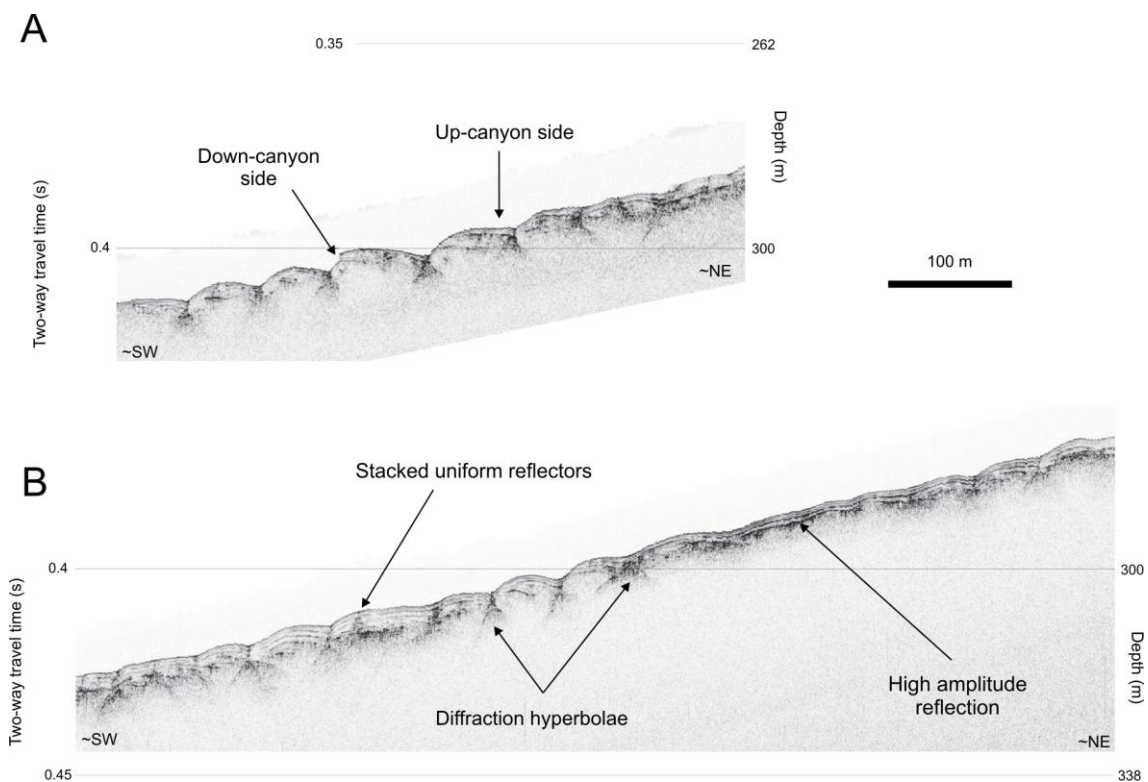 A
0.35
262
Up-canyon side
Down-canyon
side
Depth (m)
Two-way travel time (s)
0.4
300
~NE
100 m
~SW
B
Stacked uniform reflectors
0.4
300
Two-way travel time (s)
Depth (m)
High amplitude
reflection
Diffraction hyperbolae
~SW
~NE
0.45
338